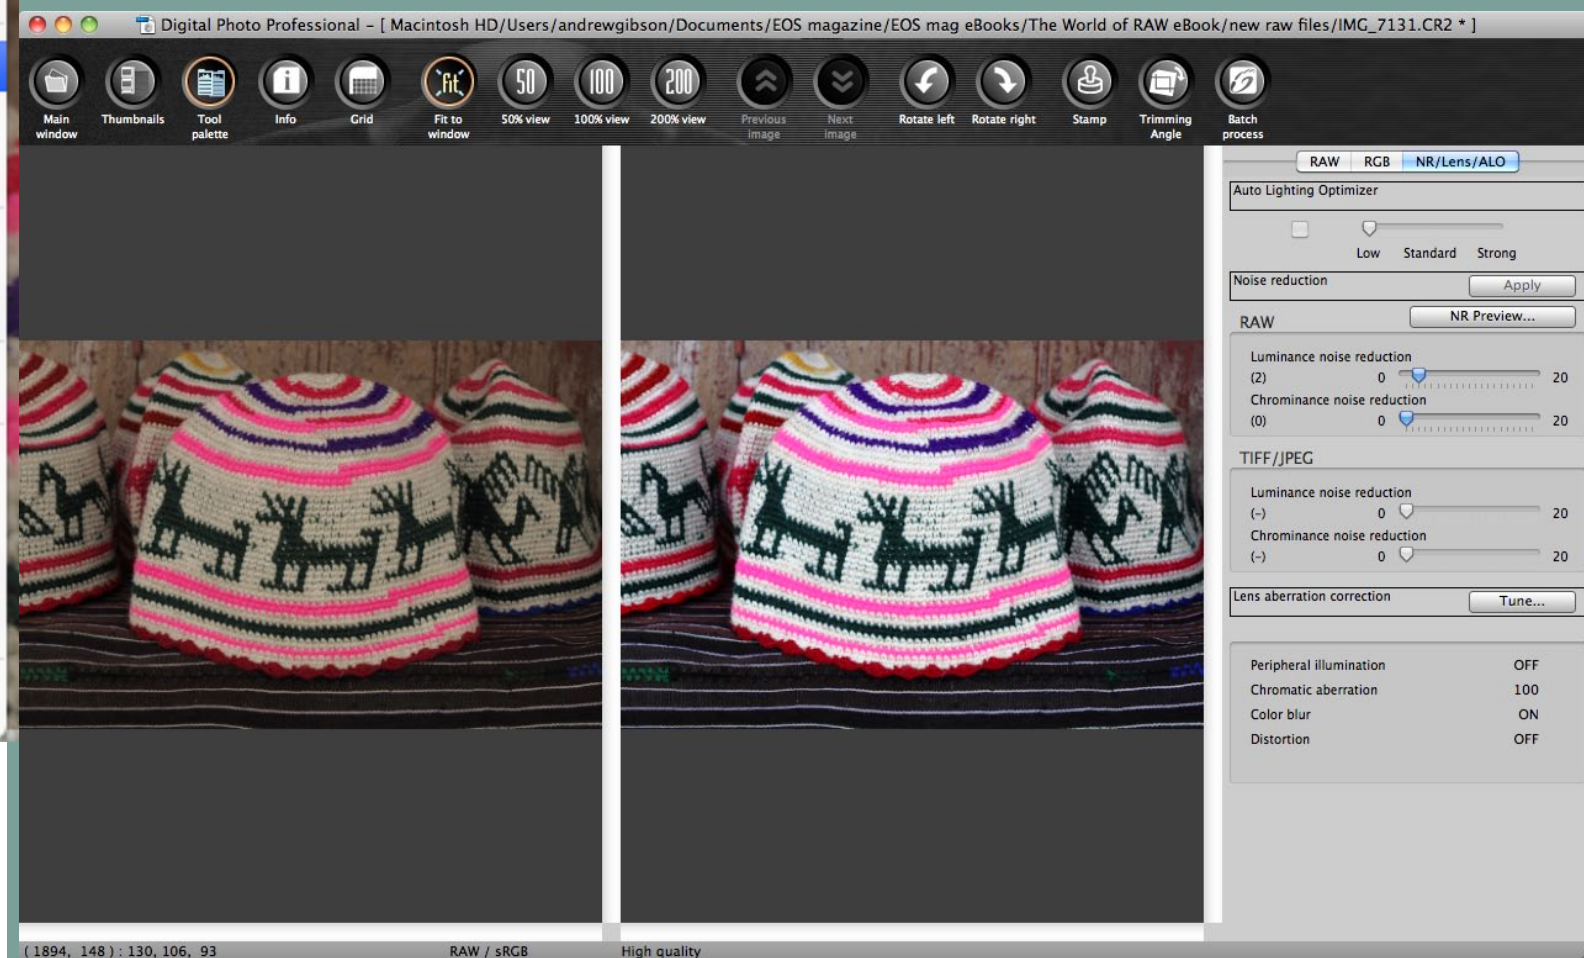 Digital Photo Professional – [ Macintosh HD/Users/andrewgibson/Documents/EOS magazine/EOS mag eBooks/The World of RAW eBook/new raw files/IMG_7131.CR2 * ]
fit 50 100 200
Main window Thumbnails Tool palette Info Grid Fit to window 50% view 100% view 200% view Previous image Next image Rotate left Rotate right Stamp Trimming Angle Batch process
RAW RGB NR/Lens/ALO
Auto Lighting Optimizer
Low Standard Strong
Noise reduction Apply
RAW NR Preview...
Luminance noise reduction
(2) 0 20
Chrominance noise reduction
(0) 0 20
TIFF/JPEG
Luminance noise reduction
(–) 0 20
Chrominance noise reduction
(–) 0 20
Lens aberration correction Tune...
Peripheral illumination OFF
Chromatic aberration 100
Color blur ON
Distortion OFF
( 1894, 148 ) : 130, 106, 93 RAW / sRGB High quality